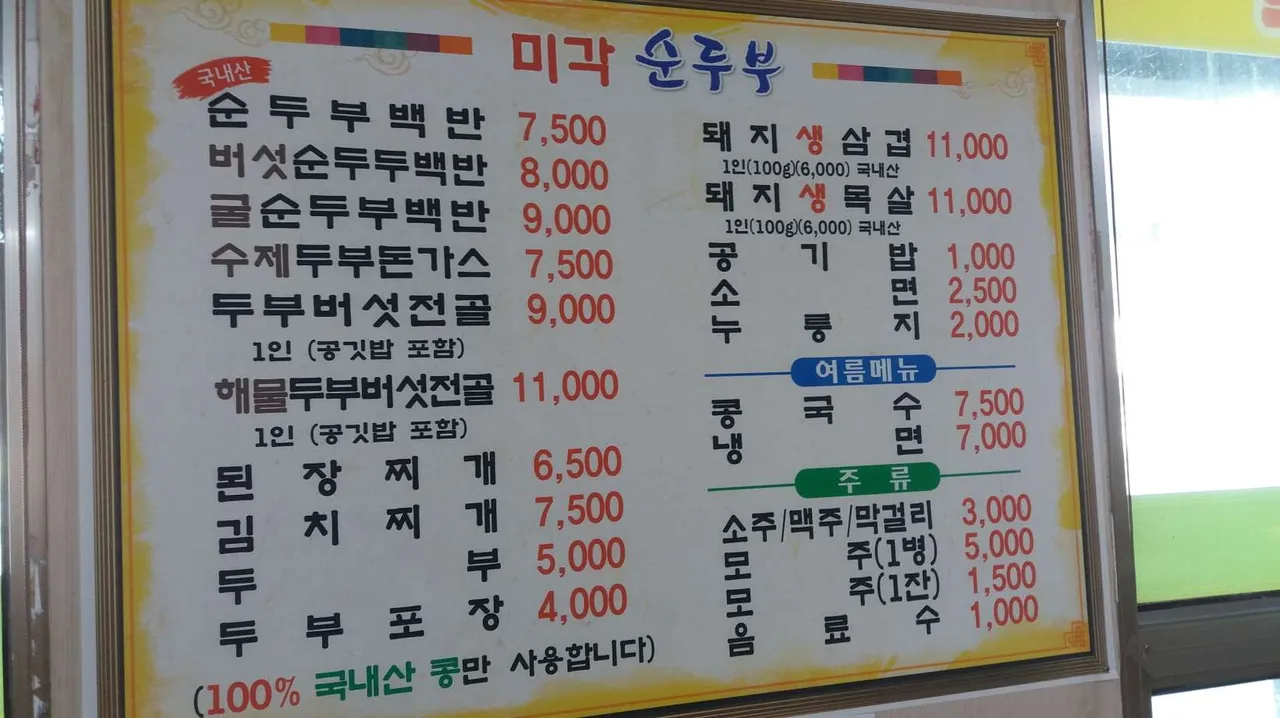 미각 순두부
국내산
순두부백반 7,500
버섯순두두백반 8,000
굴순두부백반 9,000
수제두부돈가스 7,500
두부버섯전골 9,000
1인 (공깃밥 포함)
해물두부버섯전골 11,000
1인 (공깃밥 포함)
된장찌개 6,500
김치찌개 7,500
두부 5,000
두부포장 4,000
(100% 국내산 콩만 사용합니다)
돼지생삼겹 11,000
1인(100g)(6,000) 국내산
돼지생목살 11,000
1인(100g)(6,000) 국내산
공기밥 1,000
소면 2,500
누룽지 2,000
여름메뉴
콩국수 7,500
냉면 7,000
주류
소주/맥주/막걸리 3,000
모주(1병) 5,000
모주(1잔) 1,500
음료수 1,000